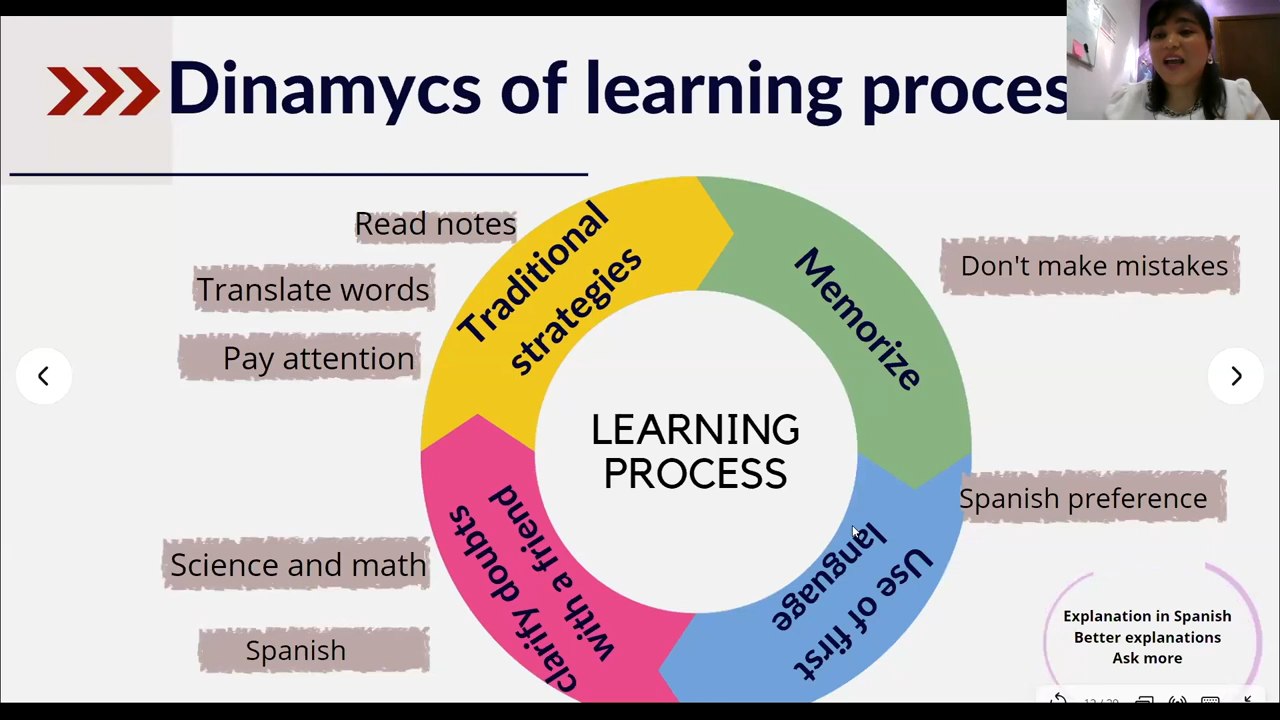 Dinamycs of learning proces
Read notes
Translate words
Pay attention
Traditional
strategies
Memorize
Don't make mistakes
LEARNING
PROCESS
Spanish preference
Use of first
language
clarify doubts
with a friend
Science and math
Spanish
Explanation in Spanish
Better explanations
Ask more